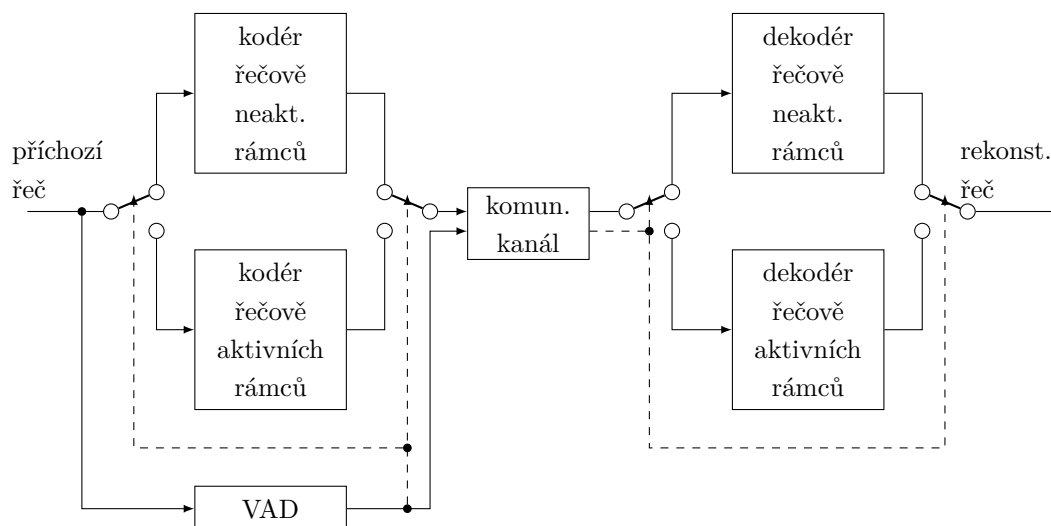 příchozí
řeč
kodér
řečově
neakt.
rámců
kodér
řečově
aktivních
rámců
VAD
komun.
kanál
dekodér
řečově
neakt.
rámců
dekodér
řečově
aktivních
rámců
rekonst.
řeč